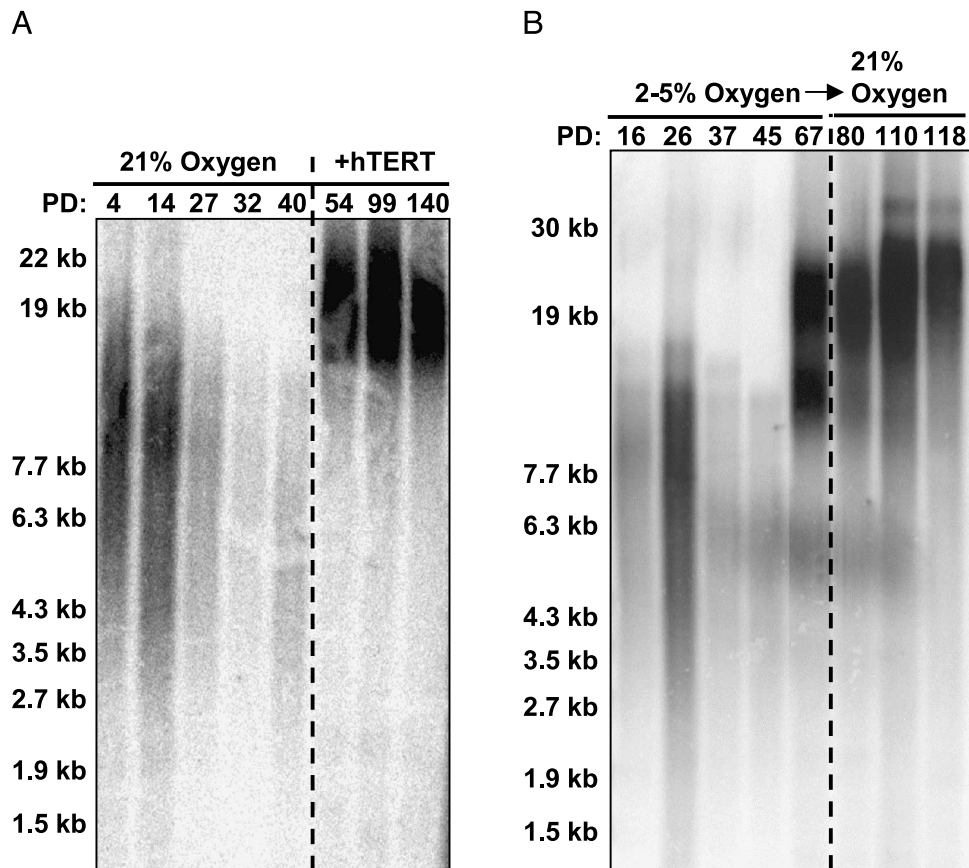 A
21% Oxygen +hTERT
PD: 4 14 27 32 40 54 99 140
22 kb
19 kb
7.7 kb
6.3 kb
4.3 kb
3.5 kb
2.7 kb
1.9 kb
1.5 kb
B
21%
2-5% Oxygen → Oxygen
PD: 16 26 37 45 67 80 110 118
30 kb
19 kb
7.7 kb
6.3 kb
4.3 kb
3.5 kb
2.7 kb
1.9 kb
1.5 kb